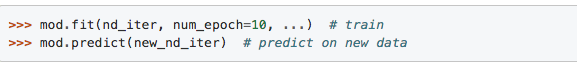 >>> mod.fit(nd_iter, num_epoch=10, ...)  # train
>>> mod.predict(new_nd_iter)  # predict on new data